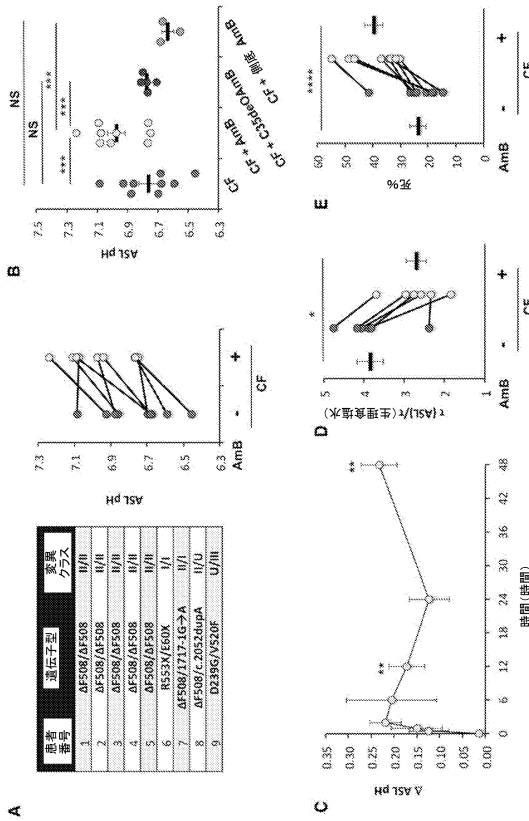 A
患者番号 遺伝子型 変異クラス
1 ΔF508/ΔF508 II/II
2 ΔF508/ΔF508 II/II
3 ΔF508/ΔF508 II/II
4 ΔF508/ΔF508 II/II
5 ΔF508/ΔF508 II/II
6 R553X/E60X I/I
7 ΔF508/1717-1G→A II/I
8 ΔF508/c.2052dupA II/U
9 D239G/V520F U/III
ASL pH
7.3
7.1
6.9
6.7
6.5
6.3
AmB - +
CF
B
NS
NS
***
***
***
ASL pH
7.5
7.3
7.1
6.9
6.7
6.5
6.3
CF
CF + AmB
CF + C35deOAmB
CF + 側底 AmB
C
Δ ASL pH
0.35
0.30
0.25
0.20
0.15
0.10
0.05
0.00
**
**
0 6 12 18 24 30 36 42 48
時間(時間)
D
*
τ{ASL}/τ(生理食塩水)
5
4
3
2
1
AmB - +
CF
E
****
死%
60
50
40
30
20
10
0
AmB - +
CF